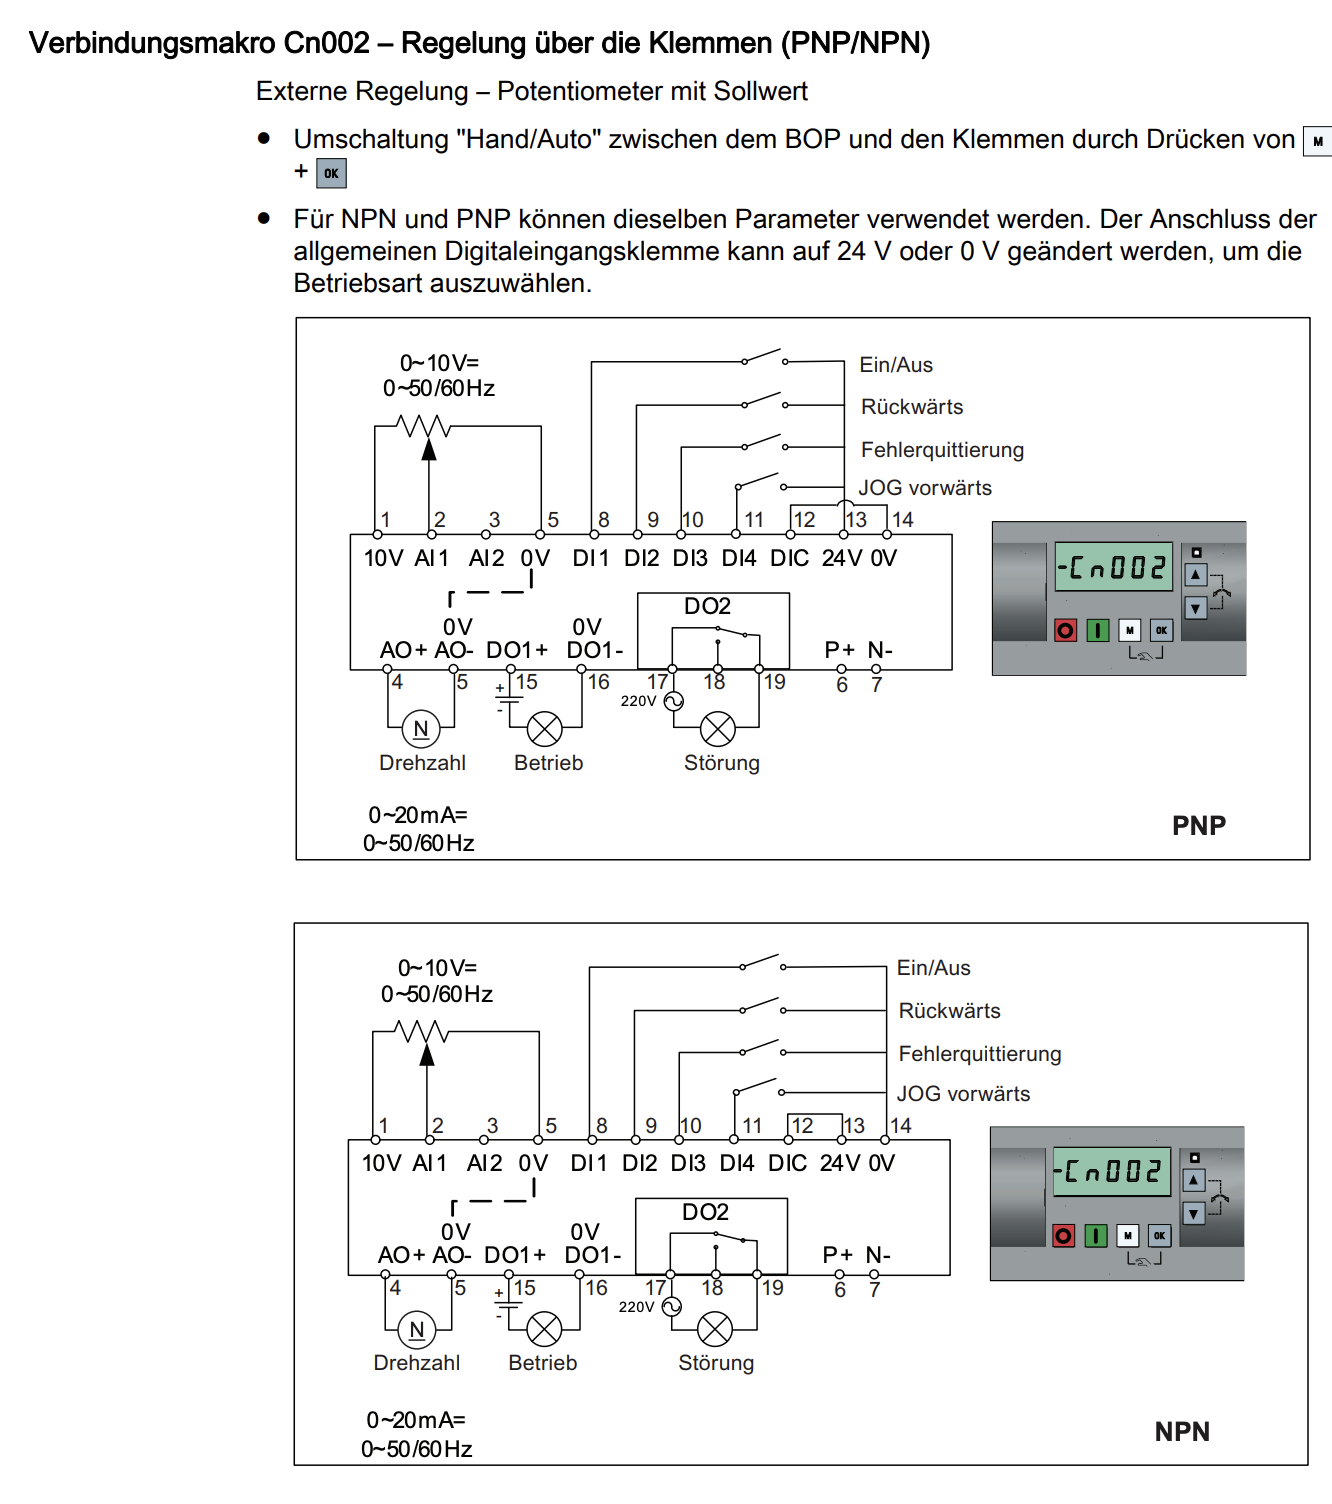 Verbindungsmakro Cn002 – Regelung über die Klemmen (PNP/NPN)
Externe Regelung – Potentiometer mit Sollwert
● Umschaltung "Hand/Auto" zwischen dem BOP und den Klemmen durch Drücken von M
+ OK
● Für NPN und PNP können dieselben Parameter verwendet werden. Der Anschluss der
allgemeinen Digitaleingangsklemme kann auf 24 V oder 0 V geändert werden, um die
Betriebsart auszuwählen.
0~10V=
0~50/60Hz
Ein/Aus
Rückwärts
Fehlerquittierung
JOG vorwärts
1 2 3 5 8 9 10 11 12 13 14
10V AI1 AI2 0V DI1 DI2 DI3 DI4 DIC 24V 0V
-Cn002
DO2
0V 0V
AO+ AO- DO1+ DO1- P+ N-
M OK
4 5 15 16 17 18 19 6 7
+
-
220V
N
Drehzahl Betrieb Störung
0~20mA=
0~50/60Hz
PNP
0~10V=
0~50/60Hz
Ein/Aus
Rückwärts
Fehlerquittierung
JOG vorwärts
1 2 3 5 8 9 10 11 12 13 14
10V AI1 AI2 0V DI1 DI2 DI3 DI4 DIC 24V 0V
-Cn002
DO2
0V 0V
AO+ AO- DO1+ DO1- P+ N-
M OK
4 5 15 16 17 18 19 6 7
+
-
220V
N
Drehzahl Betrieb Störung
0~20mA=
0~50/60Hz
NPN